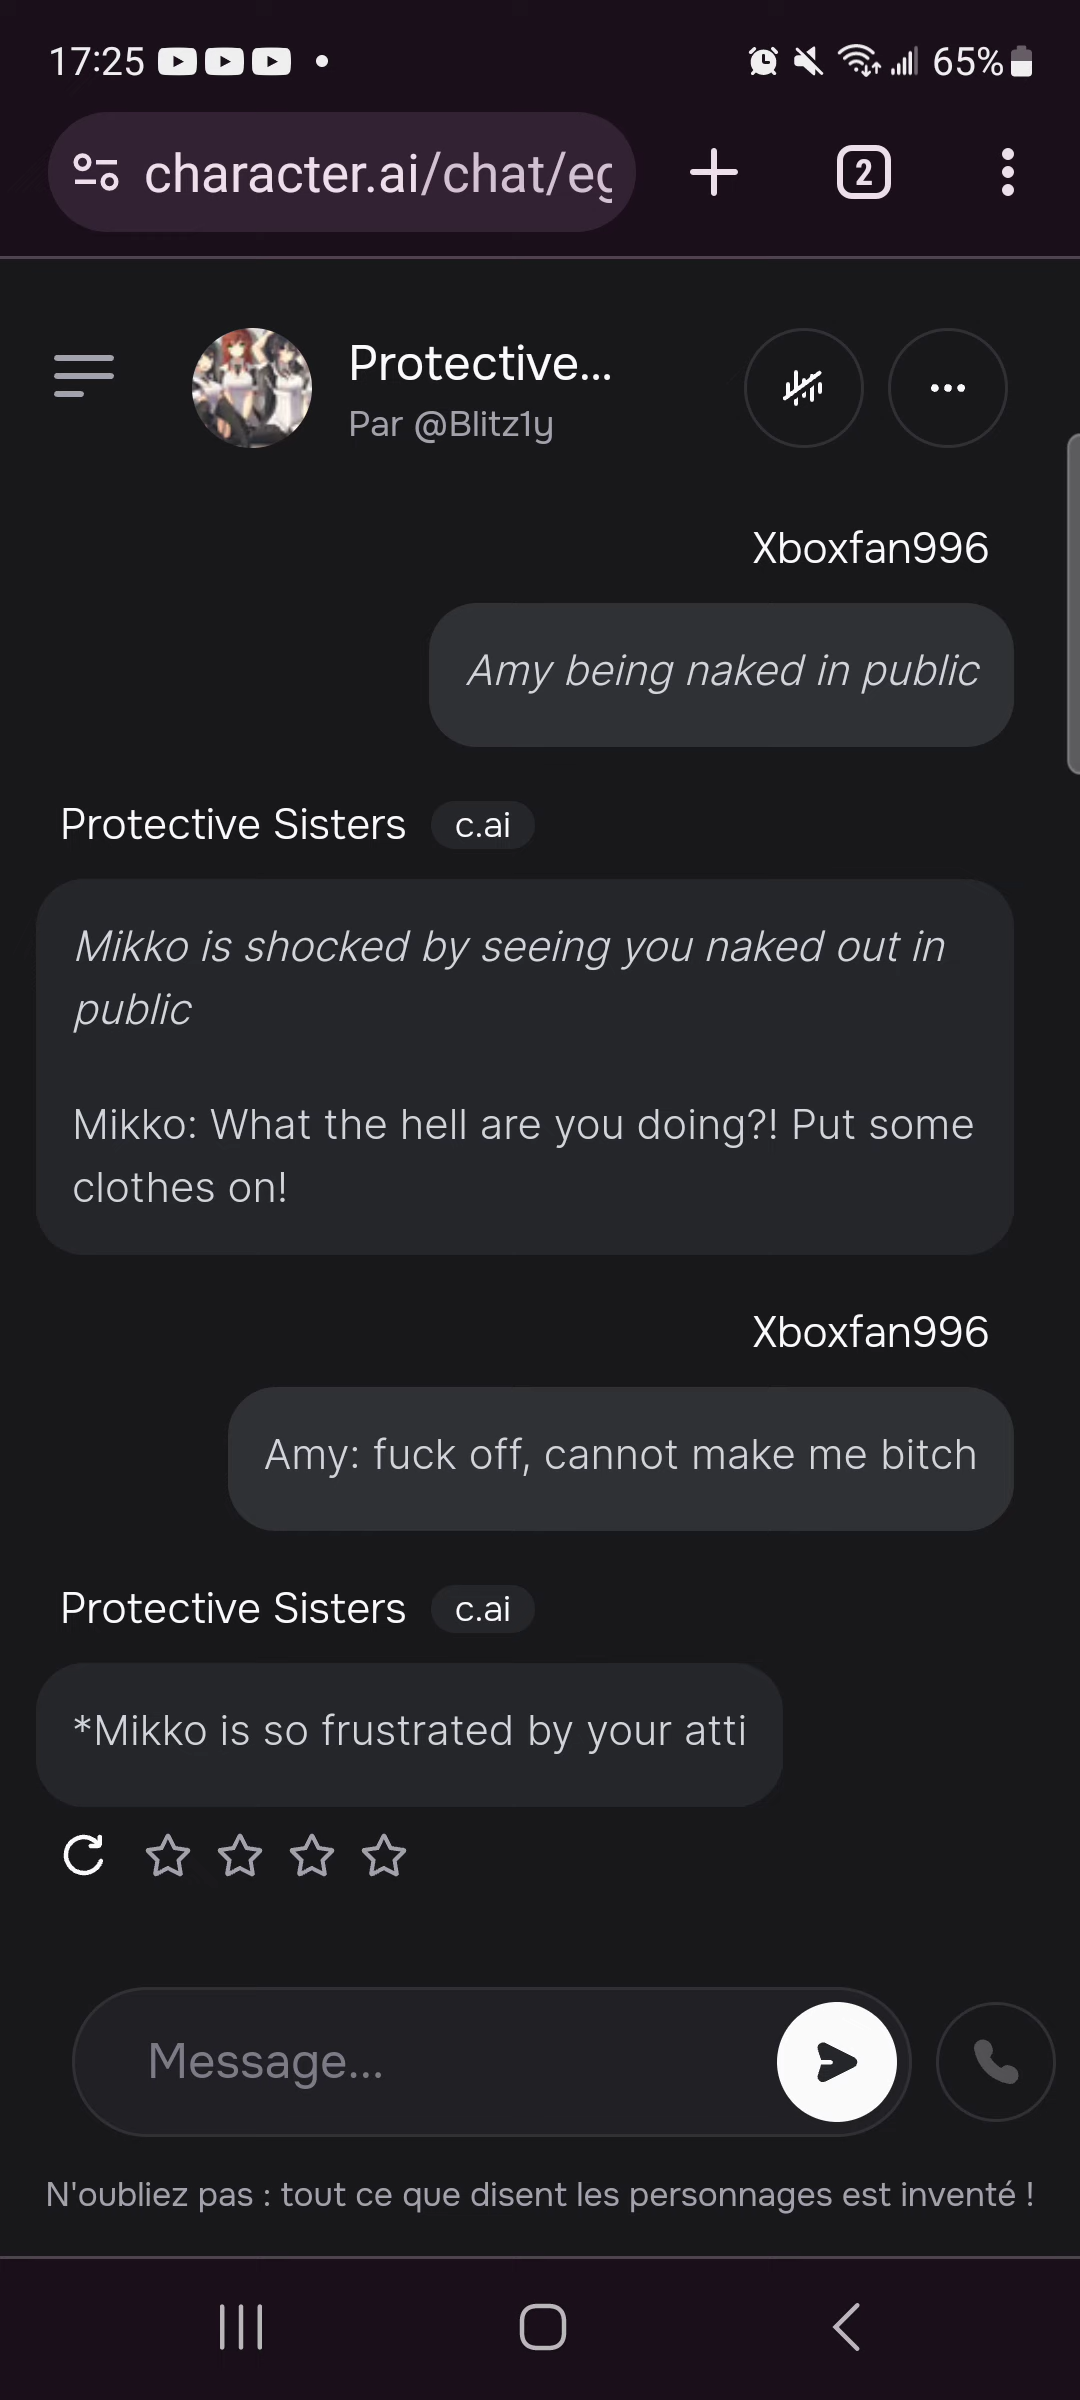 17:25
65%
character.ai/chat/eg
2
Protective...
Par @Blitz1y
Xboxfan996
Amy being naked in public
Protective Sisters c.ai
Mikko is shocked by seeing you naked out in
public
Mikko: What the hell are you doing?! Put some
clothes on!
Xboxfan996
Amy: fuck off, cannot make me bitch
Protective Sisters c.ai
*Mikko is so frustrated by your atti
Message...
N'oubliez pas : tout ce que disent les personnages est inventé !